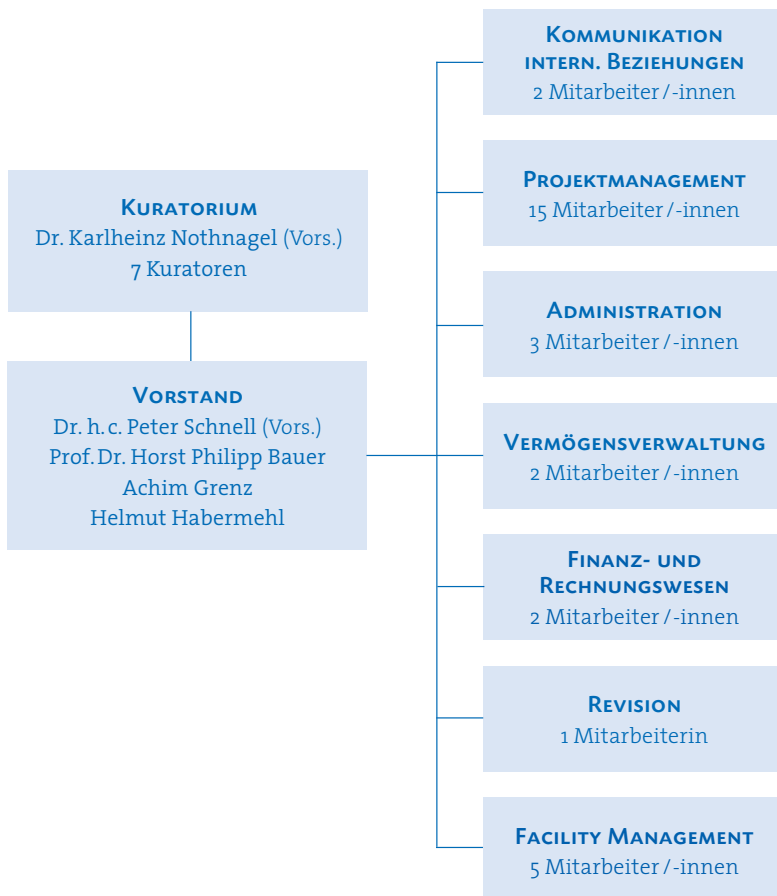 Kuratorium
Dr. Karlheinz Nothnagel (Vors.)
7 Kuratoren
Vorstand
Dr. h. c. Peter Schnell (Vors.)
Prof. Dr. Horst Philipp Bauer
Achim Grenz
Helmut Habermehl
Kommunikation
intern. Beziehungen
2 Mitarbeiter /-innen
Projektmanagement
15 Mitarbeiter /-innen
Administration
3 Mitarbeiter /-innen
Vermögensverwaltung
2 Mitarbeiter /-innen
Finanz- und
Rechnungswesen
2 Mitarbeiter /-innen
Revision
1 Mitarbeiterin
Facility Management
5 Mitarbeiter /-innen